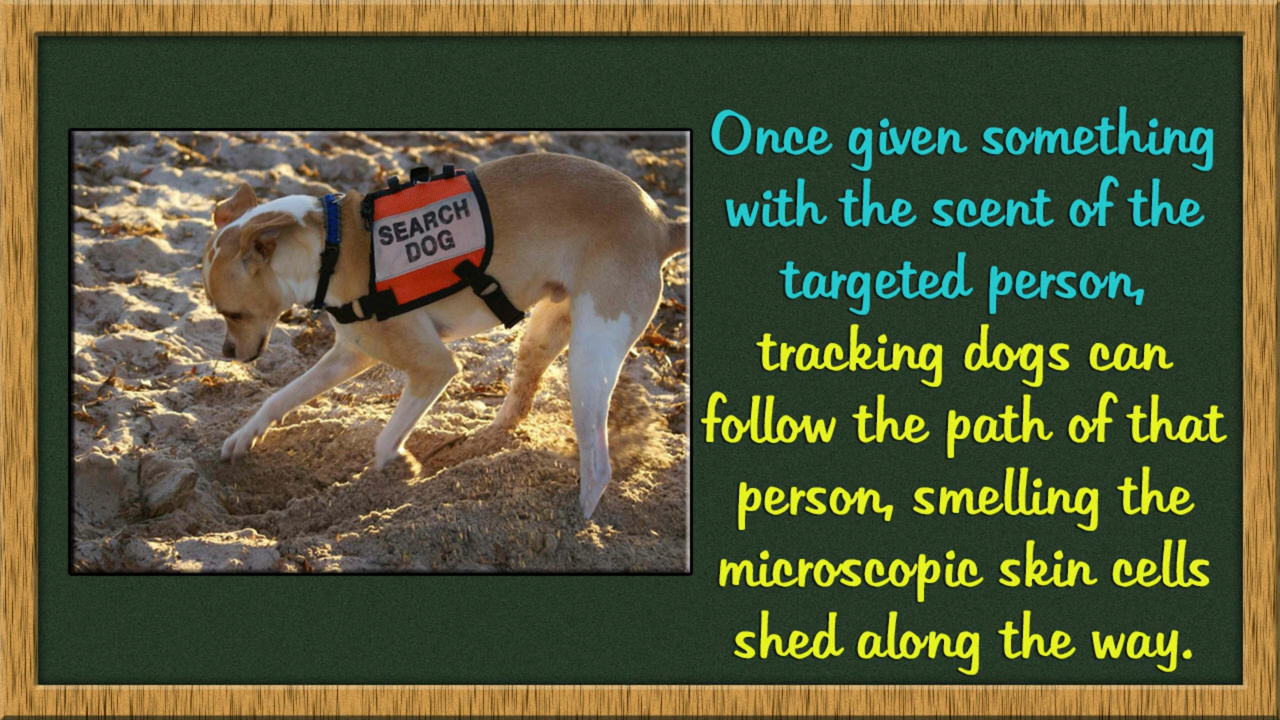 SEARCH
DOG
Once given something
with the scent of the
targeted person,
tracking dogs can
follow the path of that
person, smelling the
microscopic skin cells
shed along the way.